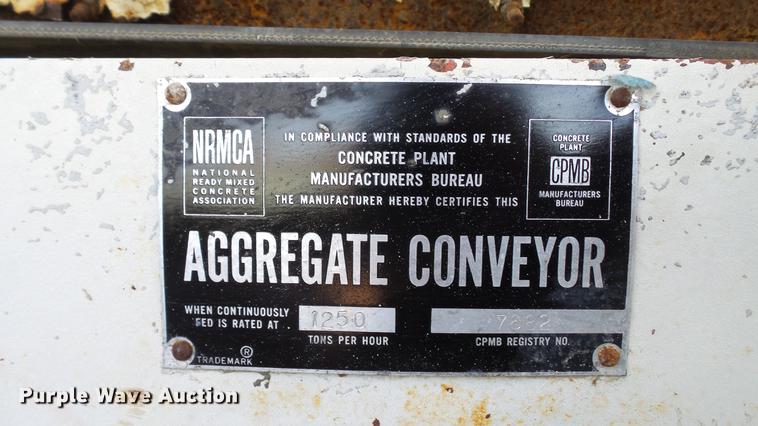 NRMCA
NATIONAL
READY MIXED
CONCRETE
ASSOCIATION
IN COMPLIANCE WITH STANDARDS OF THE
CONCRETE PLANT
MANUFACTURERS BUREAU
THE MANUFACTURER HEREBY CERTIFIES THIS
CONCRETE
PLANT
CPMB
MANUFACTURERS
BUREAU
AGGREGATE CONVEYOR
WHEN CONTINUOUSLY
FED IS RATED AT
1250
TONS PER HOUR
CPMB REGISTRY NO.
TRADEMARK ®
Purple Wave Auction